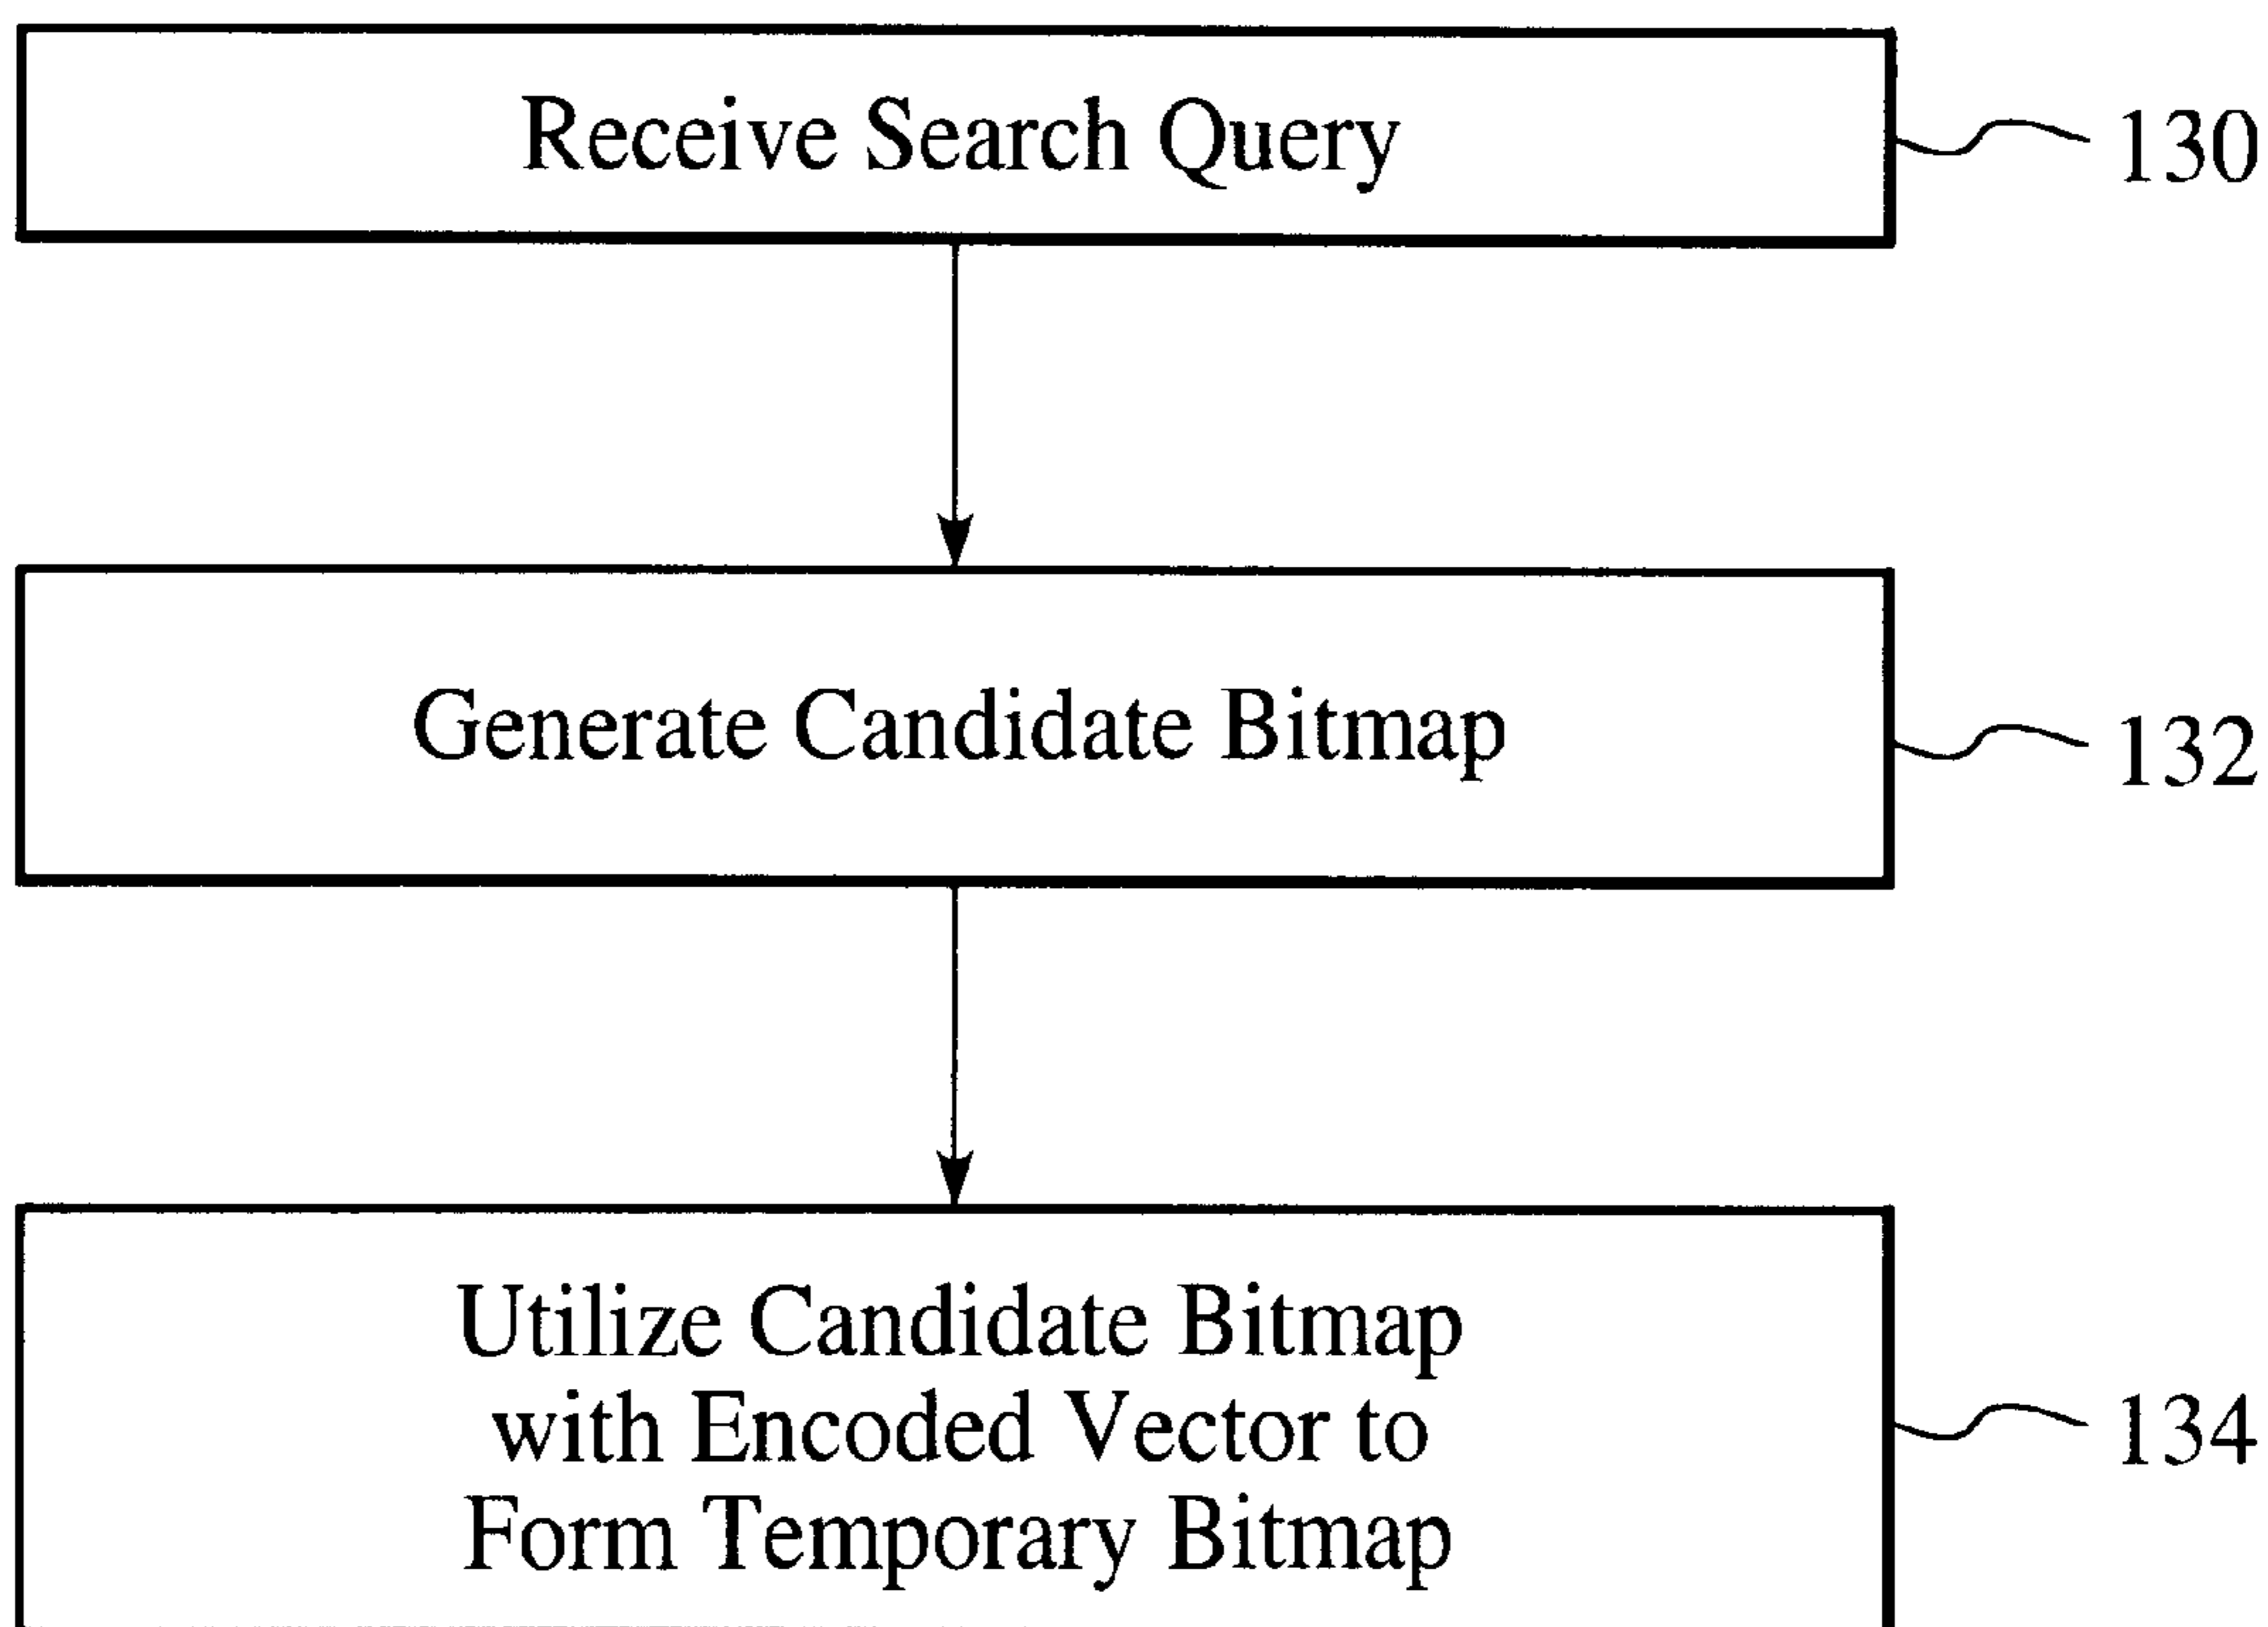 Receive Search Query
130
Generate Candidate Bitmap
132
Utilize Candidate Bitmap
with Encoded Vector to
Form Temporary Bitmap
134